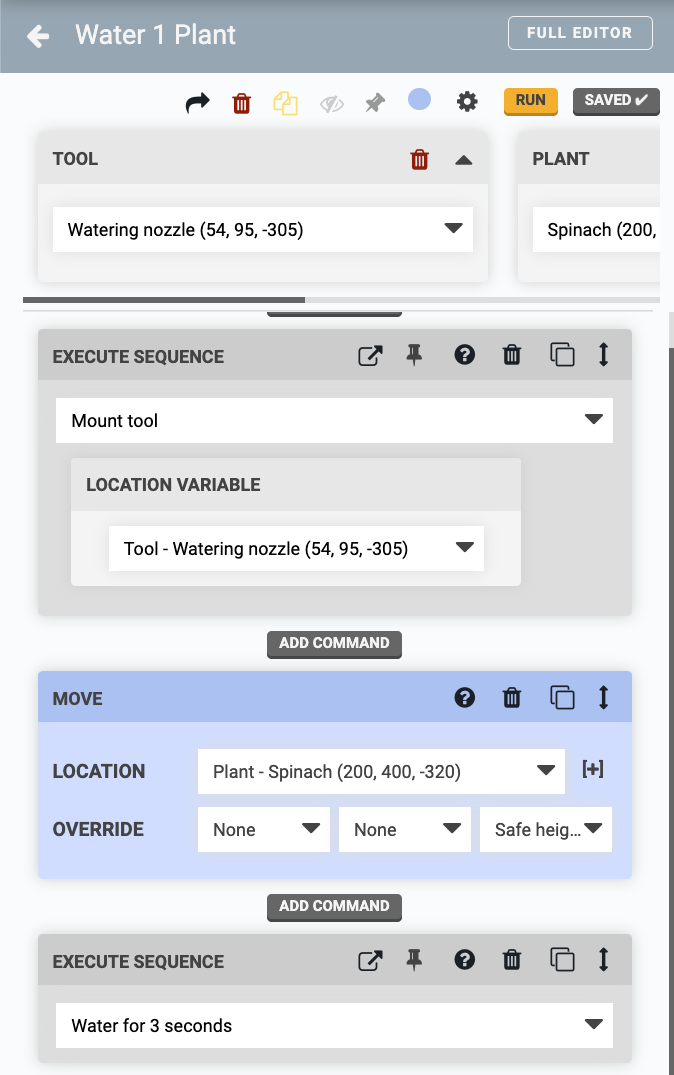 Water 1 Plant
FULL EDITOR
RUN
SAVED ✔
TOOL
PLANT
Watering nozzle (54, 95, -305)
Spinach (200,
EXECUTE SEQUENCE
Mount tool
LOCATION VARIABLE
Tool - Watering nozzle (54, 95, -305)
ADD COMMAND
MOVE
LOCATION
Plant - Spinach (200, 400, -320)
[+]
OVERRIDE
None
None
Safe heig...
ADD COMMAND
EXECUTE SEQUENCE
Water for 3 seconds